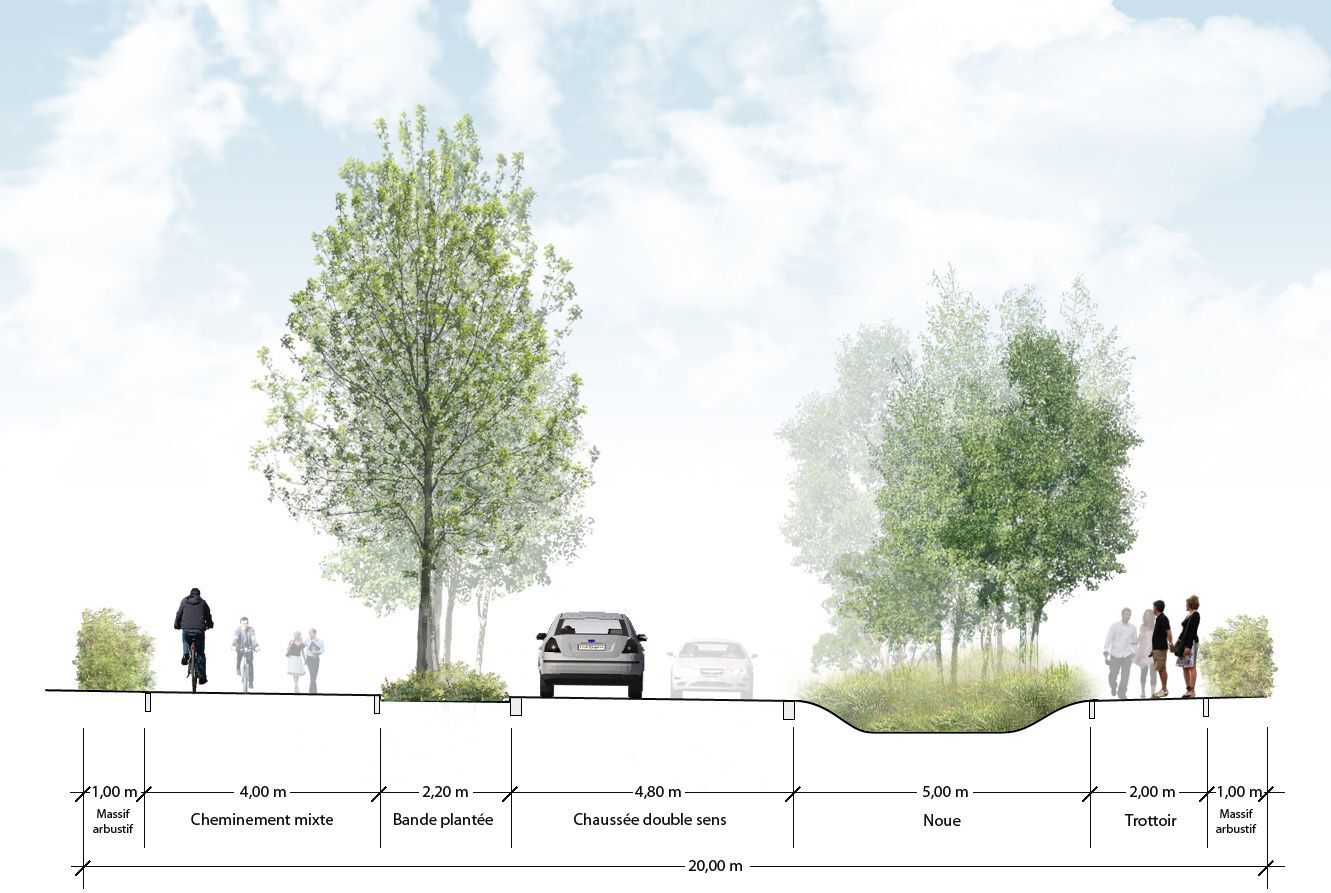 1,00 m
4,00 m
2,20 m
4,80 m
5,00 m
2,00 m
1,00 m
Massif
arbustif
Cheminement mixte
Bande plantée
Chaussée double sens
Noue
Trottoir
Massif
arbustif
20,00 m